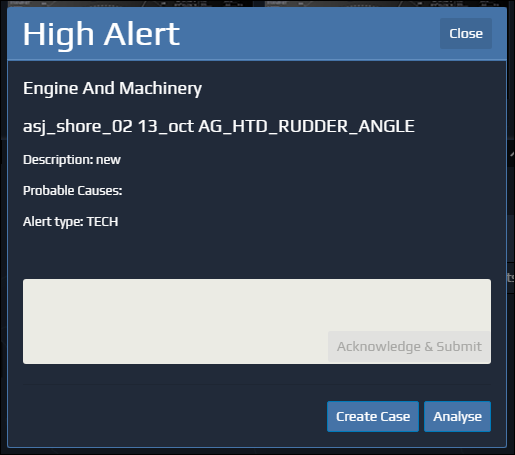 High Alert
Close
Engine And Machinery
asj_shore_02 13_oct AG_HTD_RUDDER_ANGLE
Description: new
Probable Causes:
Alert type: TECH
Acknowledge & Submit
Create Case
Analyse